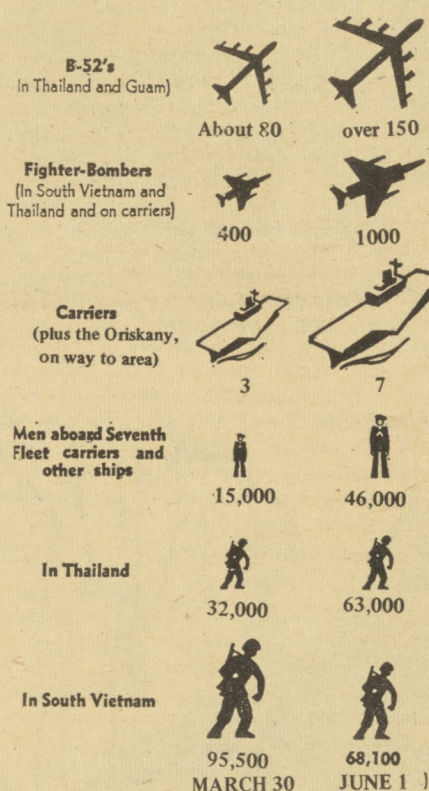 B-52's
In Thailand and Guam)
About 80
over 150
Fighter-Bombers
(In South Vietnam and
Thailand and on carriers)
400
1000
Carriers
(plus the Oriskany,
on way to area)
3
7
Men aboard Seventh
Fleet carriers and
other ships
15,000
46,000
In Thailand
32,000
63,000
In South Vietnam
95,500
68,100
MARCH 30
JUNE 1 )